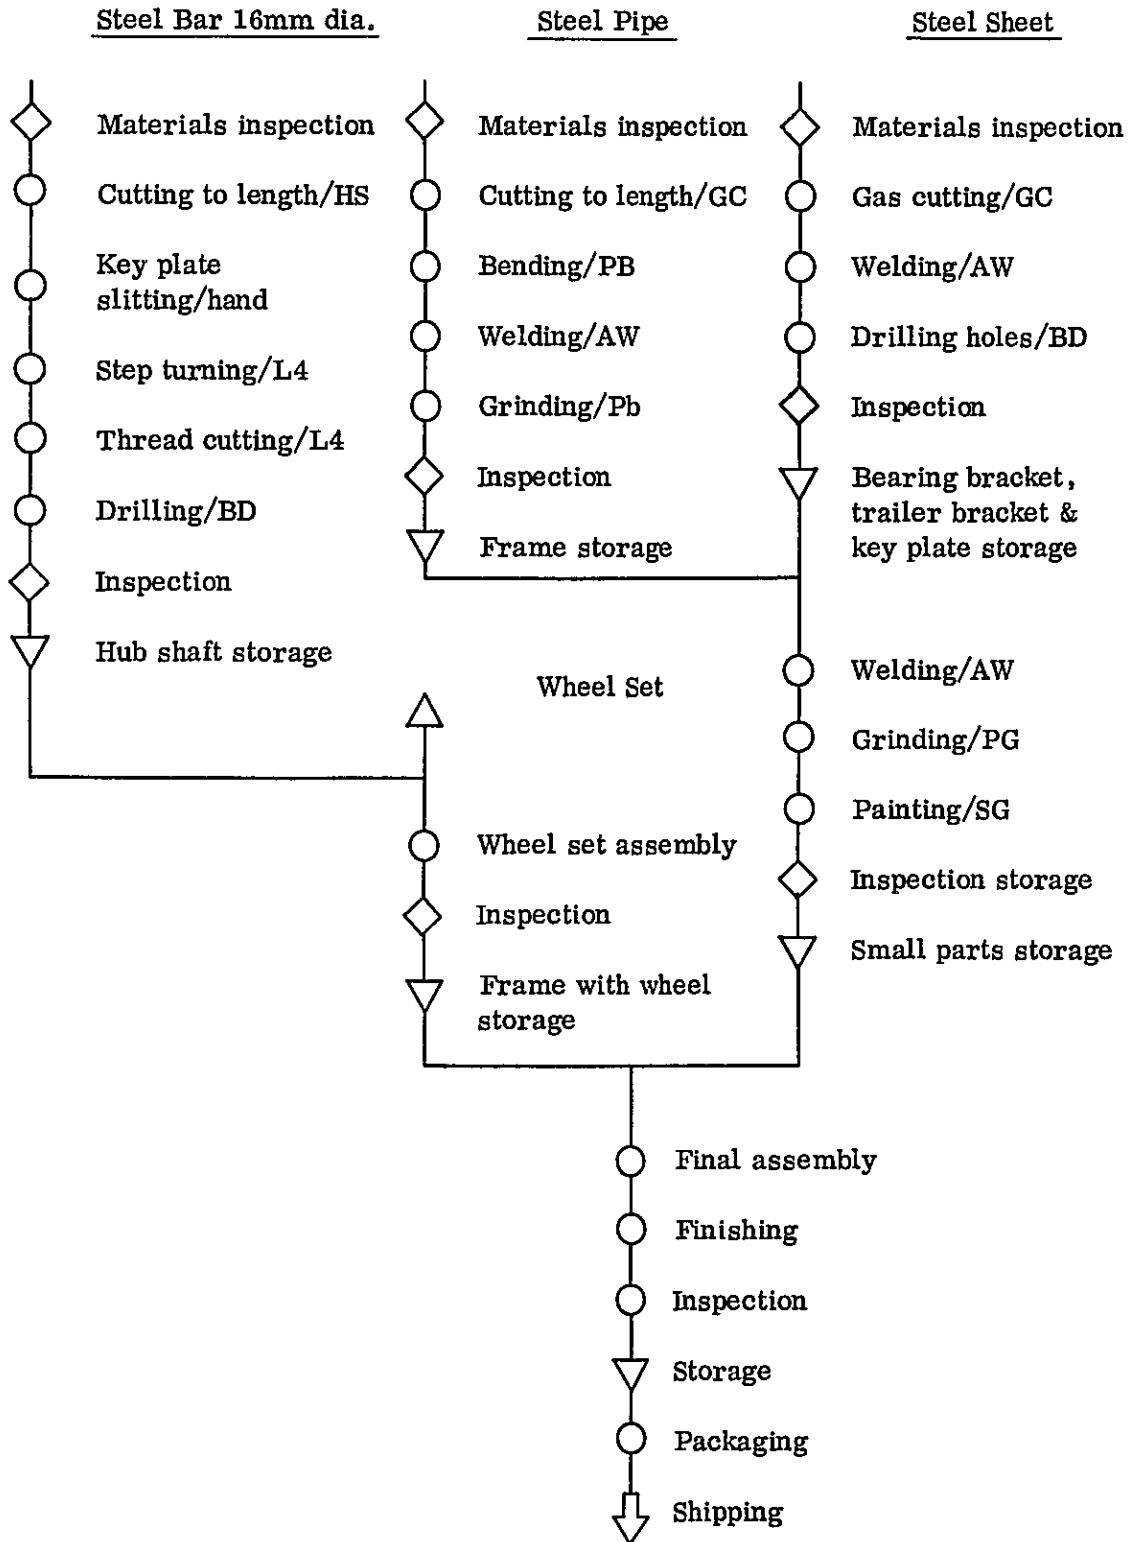 Steel Bar 16mm dia.
Steel Pipe
Steel Sheet
Materials inspection
Cutting to length/HS
Key plate
slitting/hand
Step turning/L4
Thread cutting/L4
Drilling/BD
Inspection
Hub shaft storage
Materials inspection
Cutting to length/GC
Bending/PB
Welding/AW
Grinding/Pb
Inspection
Frame storage
Materials inspection
Gas cutting/GC
Welding/AW
Drilling holes/BD
Inspection
Bearing bracket,
trailer bracket &
key plate storage
Wheel Set
Wheel set assembly
Inspection
Frame with wheel
storage
Welding/AW
Grinding/PG
Painting/SG
Inspection storage
Small parts storage
Final assembly
Finishing
Inspection
Storage
Packaging
Shipping